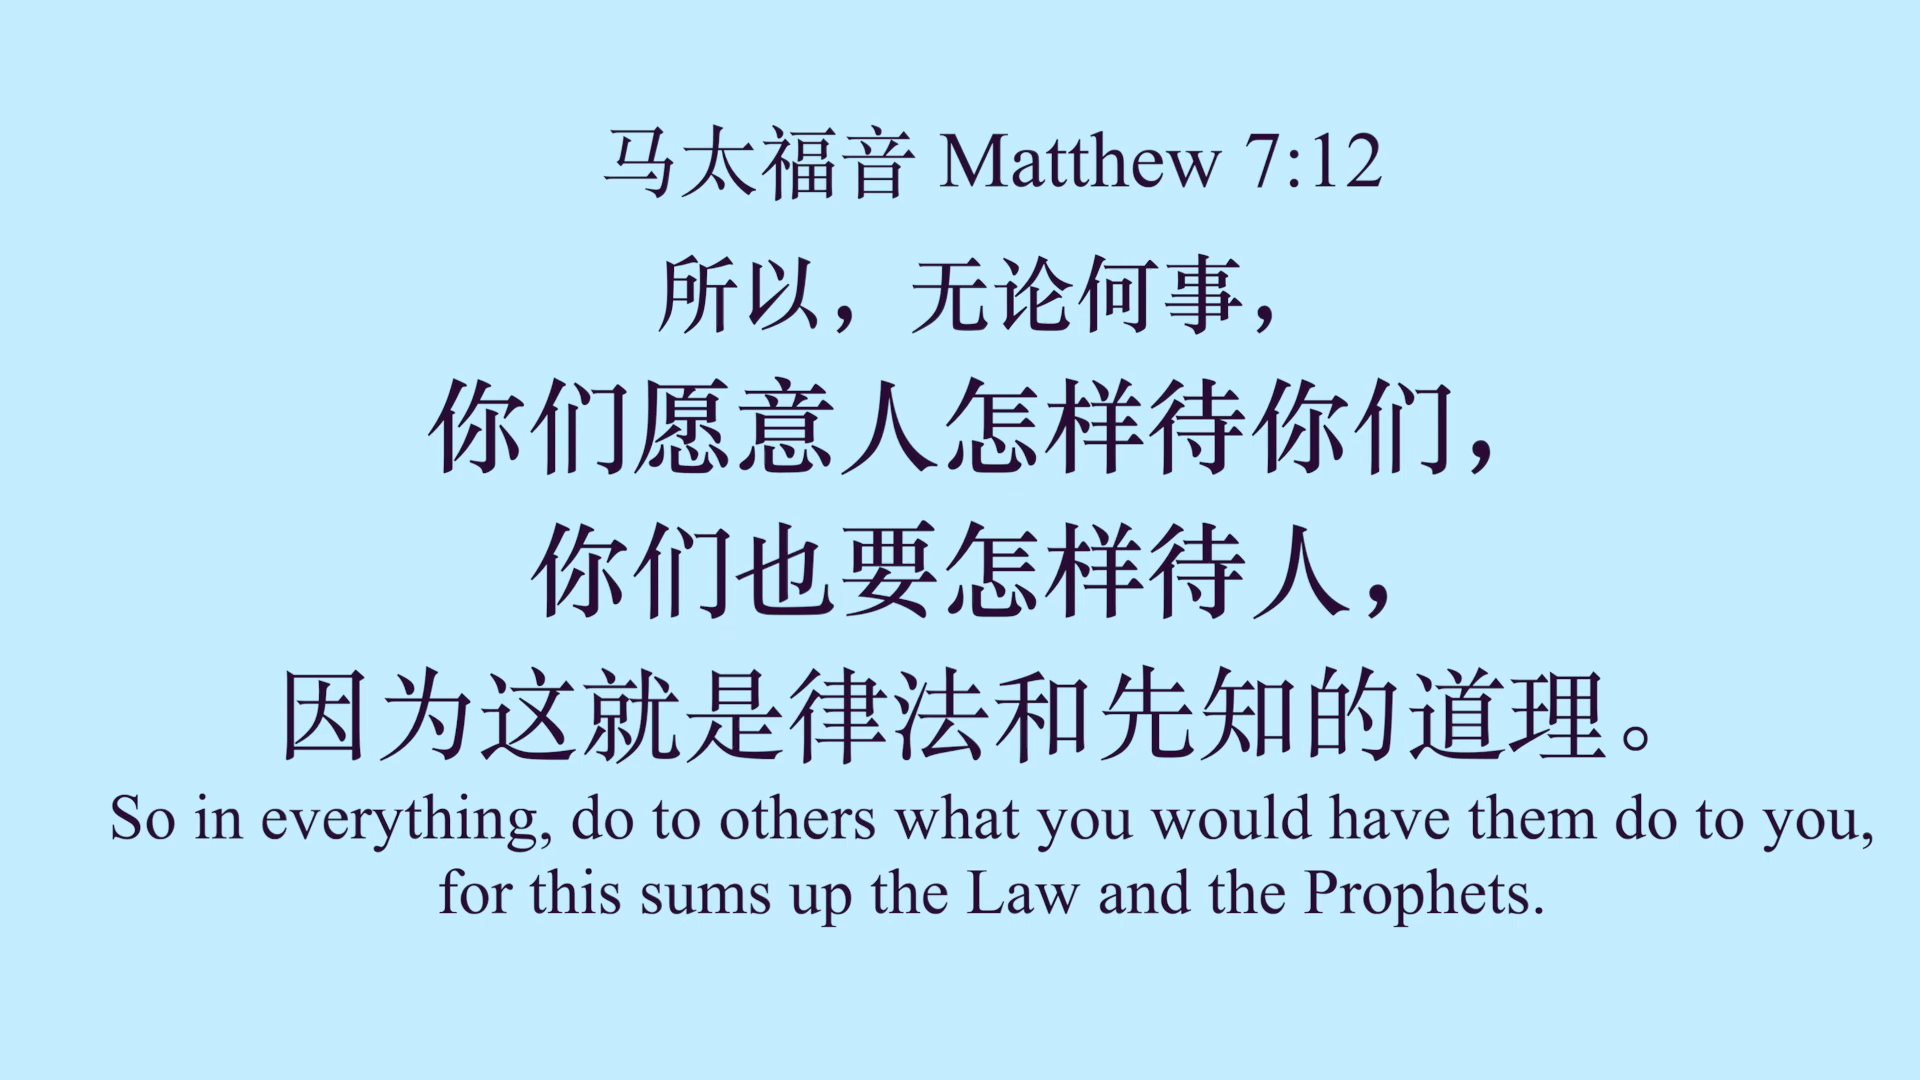 马太福音 Matthew 7:12
所以，无论何事，
你们愿意人怎样待你们，
你们也要怎样待人，
因为这就是律法和先知的道理。
So in everything, do to others what you would have them do to you,
for this sums up the Law and the Prophets.